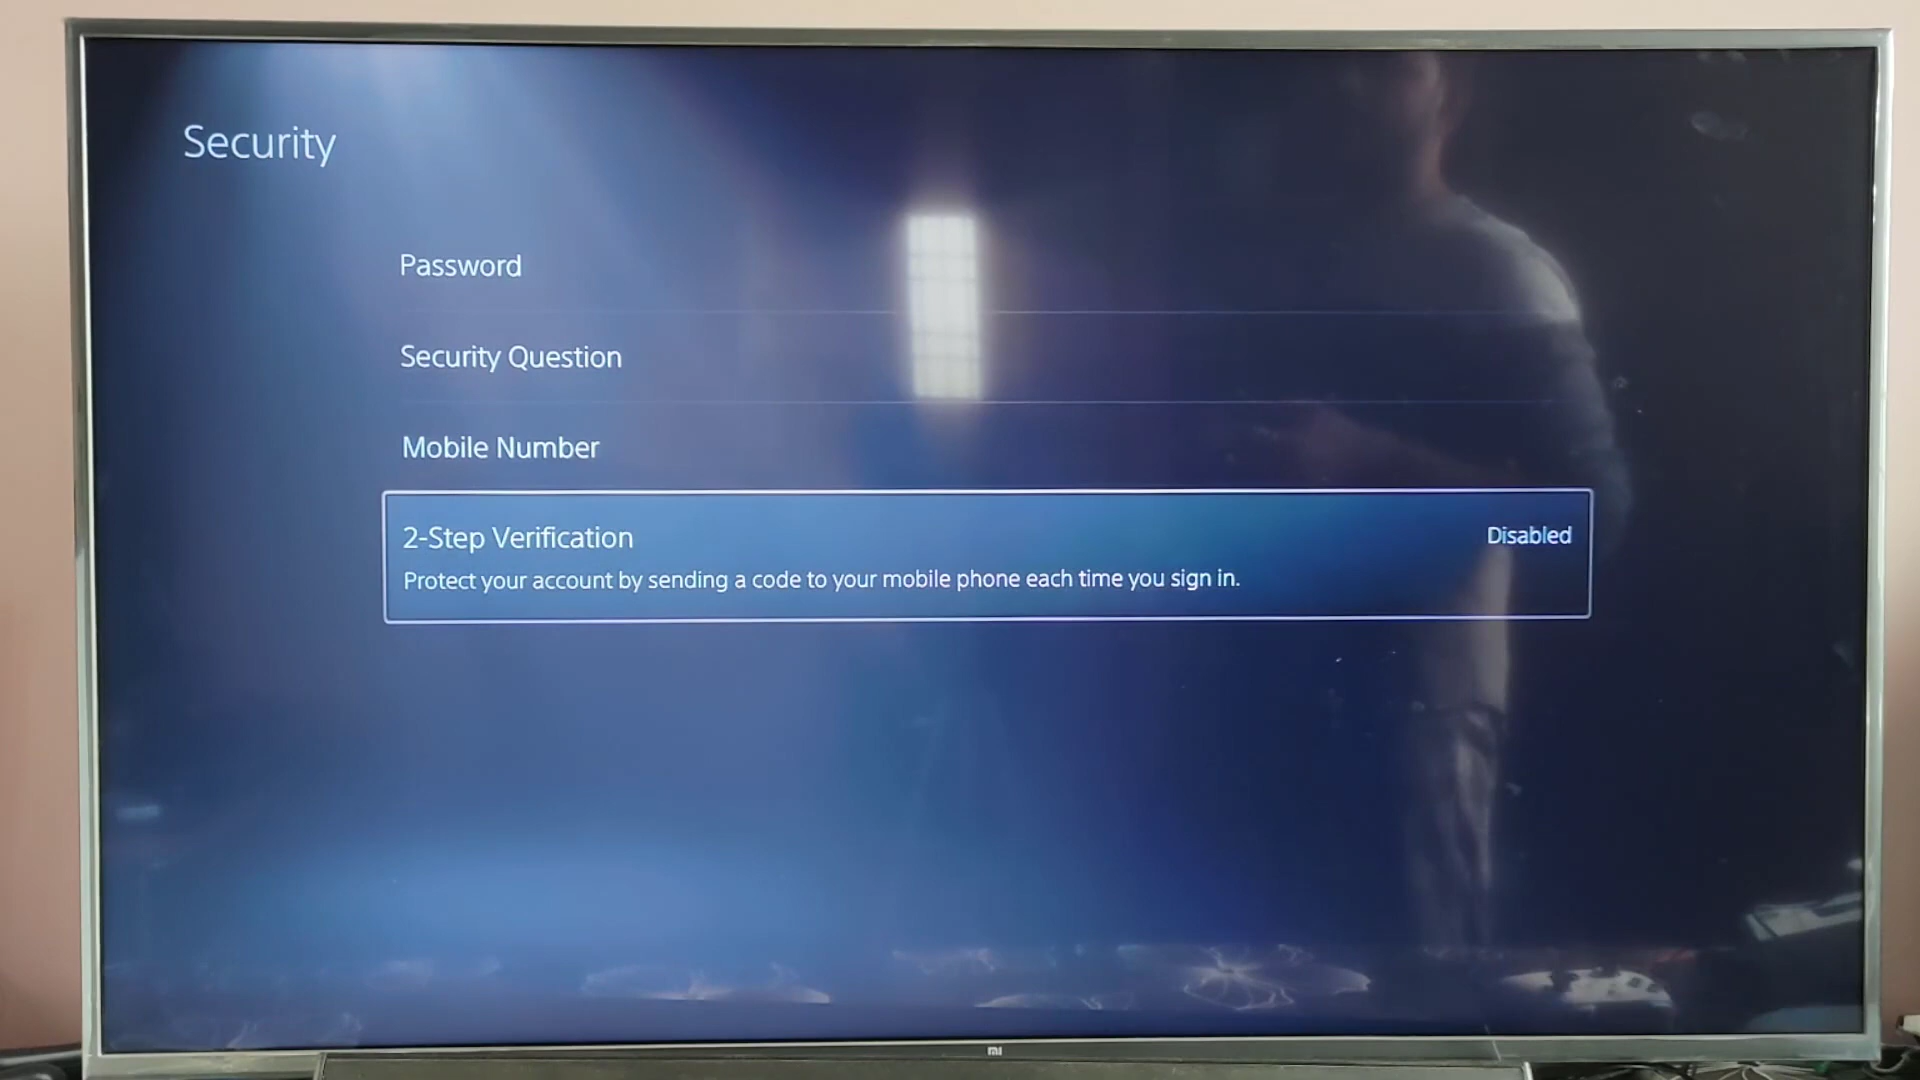 Security
Password
Security Question
Mobile Number
2-Step Verification
Disabled
Protect your account by sending a code to your mobile phone each time you sign in.
mi